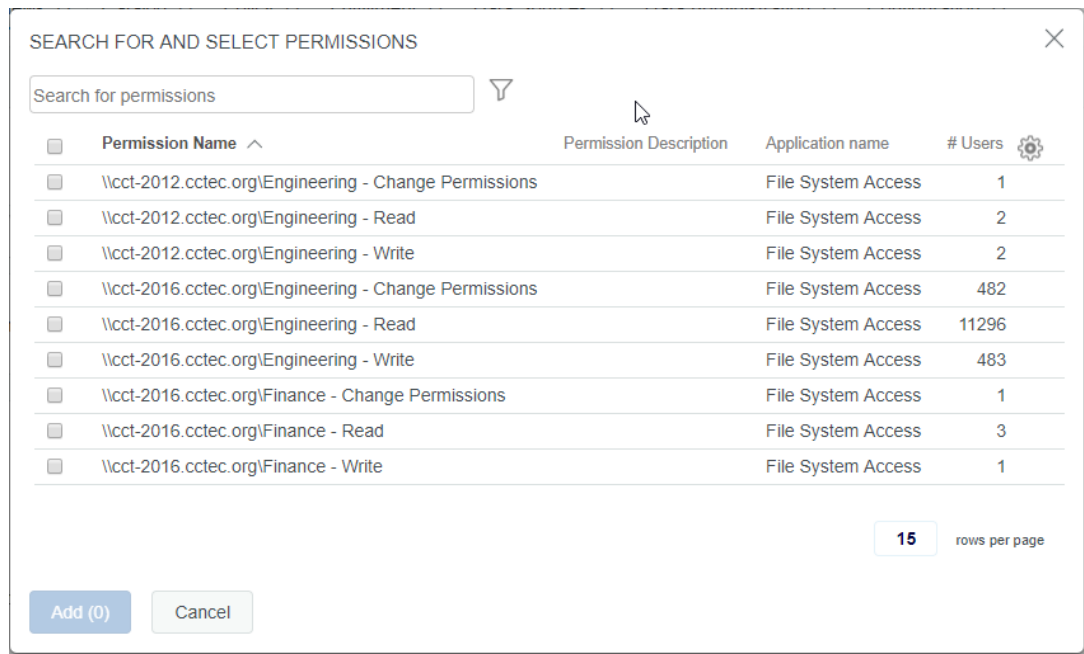 SEARCH FOR AND SELECT PERMISSIONS
Search for permissions
Permission Name Permission Description Application name # Users
\\cct-2012.cctec.org\Engineering - Change Permissions File System Access 1
\\cct-2012.cctec.org\Engineering - Read File System Access 2
\\cct-2012.cctec.org\Engineering - Write File System Access 2
\\cct-2016.cctec.org\Engineering - Change Permissions File System Access 482
\\cct-2016.cctec.org\Engineering - Read File System Access 11296
\\cct-2016.cctec.org\Engineering - Write File System Access 483
\\cct-2016.cctec.org\Finance - Change Permissions File System Access 1
\\cct-2016.cctec.org\Finance - Read File System Access 3
\\cct-2016.cctec.org\Finance - Write File System Access 1
15 rows per page
Add (0) Cancel